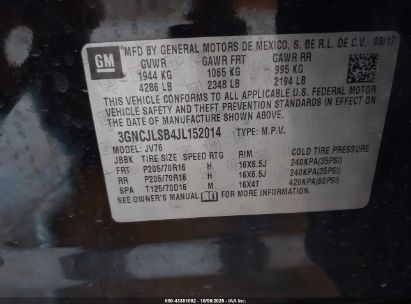 GM
MFD BY GENERAL MOTORS DE MEXICO, S. DE R.L. DE C.V. 08/17
GVWR GAWR FRT GAWR RR
1944 KG 1065 KG 995 KG
4286 LB 2348 LB 2194 LB
THIS VEHICLE CONFORMS TO ALL APPLICABLE U.S. FEDERAL MOTOR
VEHICLE SAFETY AND THEFT PREVENTION STANDARDS IN EFFECT ON
THE DATE OF MANUFACTURE SHOWN ABOVE.
3GNCJLSB4JL152014 TYPE: M.P.V.
MODEL: JV76
JBBK TIRE SIZE SPEED RTG RIM COLD TIRE PRESSURE
FRT P205/70R16 H 16X6.5J 240KPA(35PSI)
RR P205/70R16 H 16X6.5J 240KPA(35PSI)
SPA T125/70D16 M 16X4T 420KPA(60PSI)
SEE OWNER'S MANUAL FOR MORE INFORMATION.
000-43361092 - 10/08/2025 - IAA Inc.